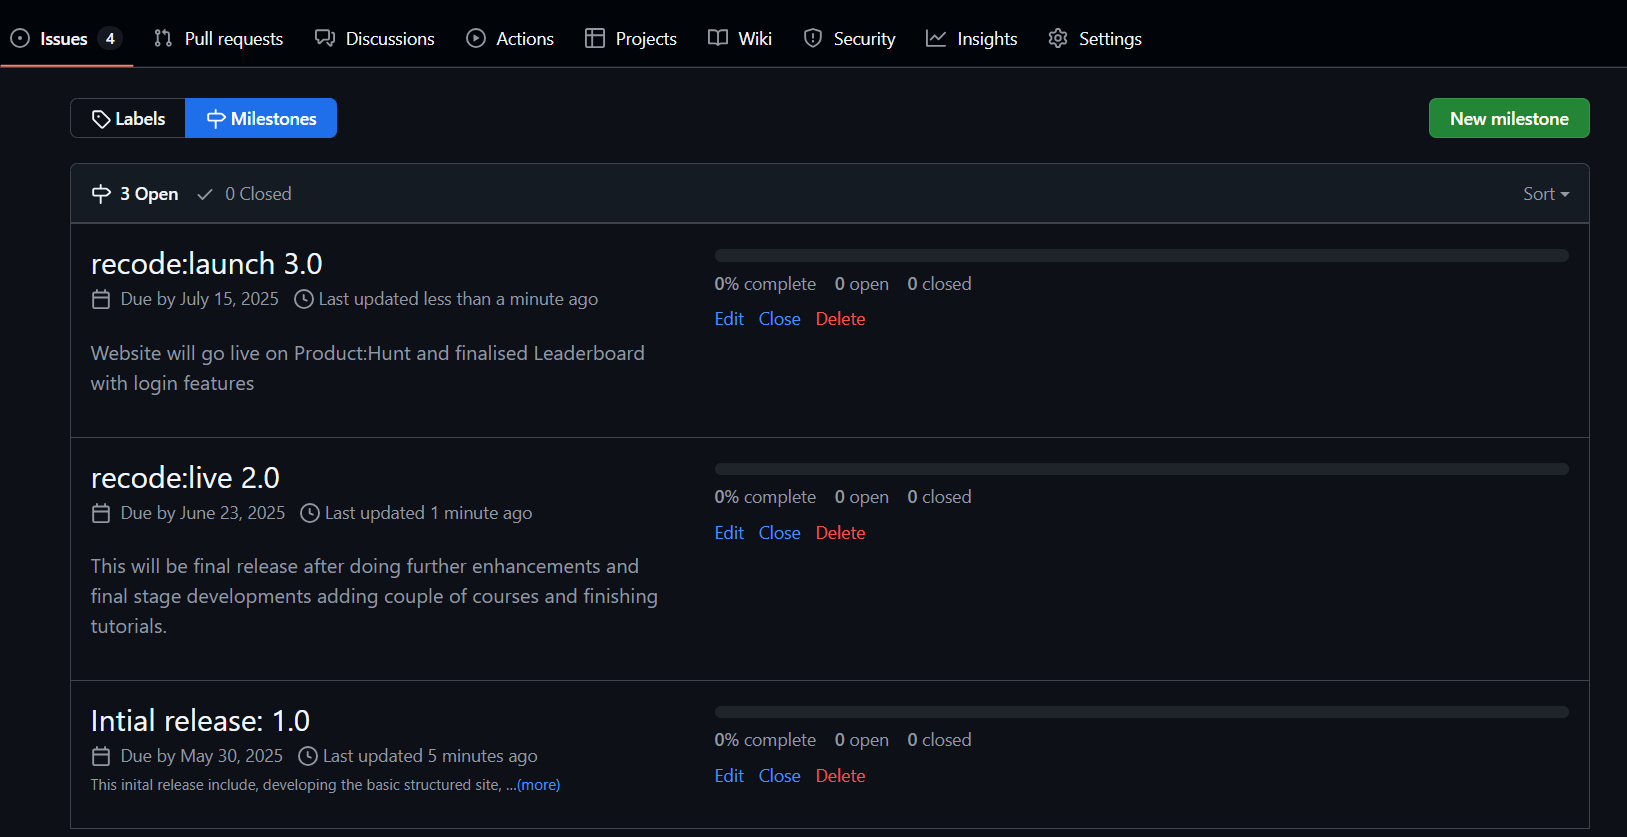 Issues 4 Pull requests Discussions Actions Projects Wiki Security Insights Settings
Labels Milestones New milestone
3 Open 0 Closed Sort
recode:launch 3.0
Due by July 15, 2025 Last updated less than a minute ago
Website will go live on Product:Hunt and finalised Leaderboard
with login features
0% complete 0 open 0 closed
Edit Close Delete
recode:live 2.0
Due by June 23, 2025 Last updated 1 minute ago
This will be final release after doing further enhancements and
final stage developments adding couple of courses and finishing
tutorials.
0% complete 0 open 0 closed
Edit Close Delete
Intial release: 1.0
Due by May 30, 2025 Last updated 5 minutes ago
This inital release include, developing the basic structured site, ...(more)
0% complete 0 open 0 closed
Edit Close Delete